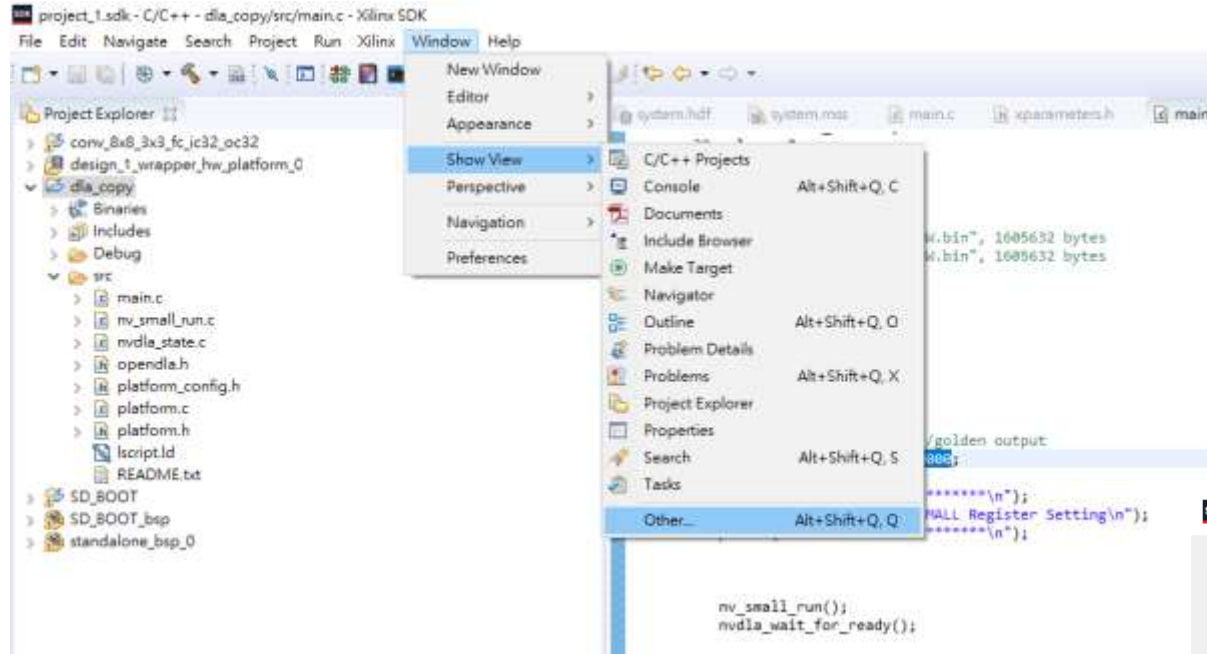 project_1.sdk - C/C++ - dla_copy/src/main.c - Xilinx SDK
File Edit Navigate Search Project Run Xilinx Window Help
New Window
Editor
Appearance
Show View
Perspective
Navigation
Preferences
C/C++ Projects
Console Alt+Shift+Q, C
Documents
Include Browser
Make Target
Navigator
Outline Alt+Shift+Q, O
Problem Details
Problems Alt+Shift+Q, X
Project Explorer
Properties
Search Alt+Shift+Q, S
Tasks
Other... Alt+Shift+Q, Q
Project Explorer
conv_8x8_3x3_fc_ic32_oc32
design_1_wrapper_hw_platform_0
dla_copy
Binaries
Includes
Debug
src
main.c
nv_small_run.c
nvdla_state.c
opendla.h
platform_config.h
platform.c
platform.h
lscript.ld
README.txt
SD_BOOT
SD_BOOT_bsp
standalone_bsp_0
system.hdf system.mss main.c xparameters.h main
.bin", 1605632 bytes
.bin", 1605632 bytes
/golden output
000;
*******\n");
MALL Register Setting\n");
*******\n");
nv_small_run();
nvdla_wait_for_ready();